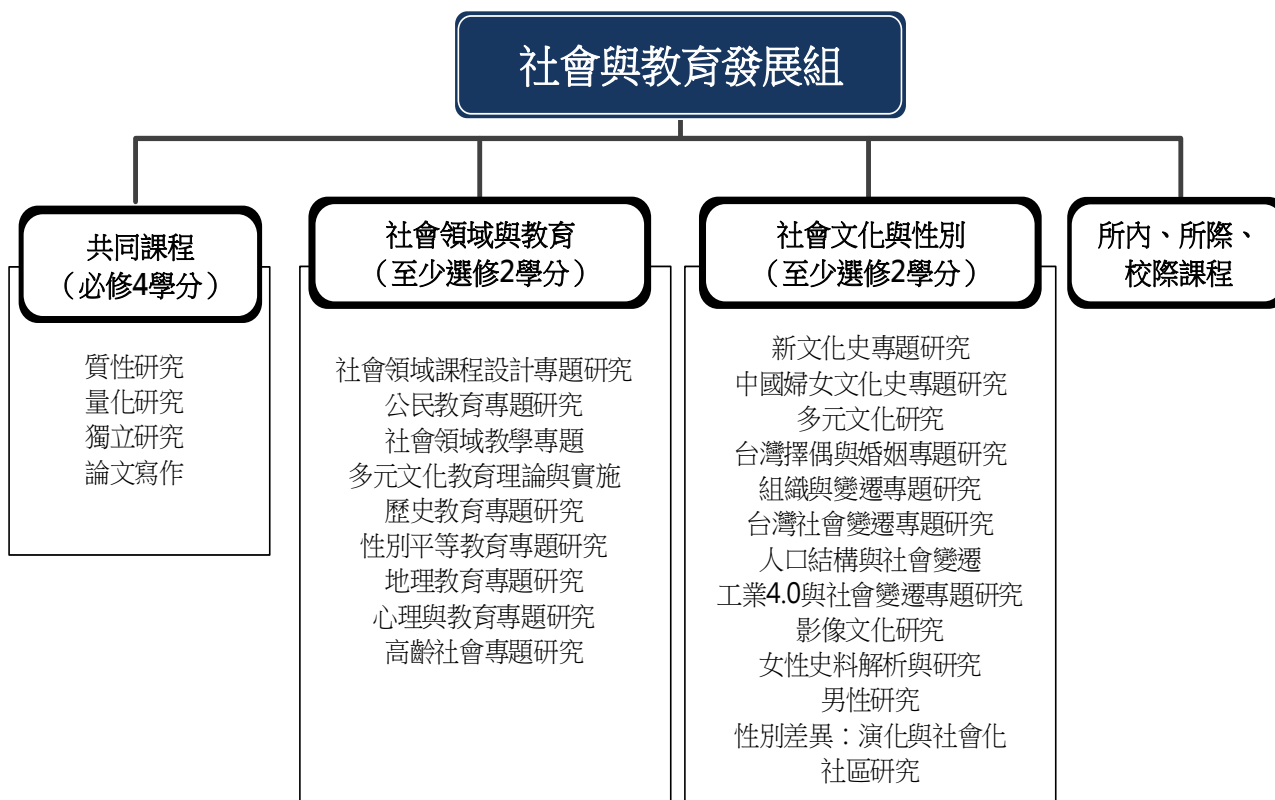 社會與教育發展組
共同課程
（必修4學分）
質性研究
量化研究
獨立研究
論文寫作
社會領域與教育
（至少選修2學分）
社會領域課程設計專題研究
公民教育專題研究
社會領域教學專題
多元文化教育理論與實施
歷史教育專題研究
性別平等教育專題研究
地理教育專題研究
心理與教育專題研究
高齡社會專題研究
社會文化與性別
（至少選修2學分）
新文化史專題研究
中國婦女文化史專題研究
多元文化研究
台灣擇偶與婚姻專題研究
組織與變遷專題研究
台灣社會變遷專題研究
人口結構與社會變遷
工業4.0與社會變遷專題研究
影像文化研究
女性史料解析與研究
男性研究
性別差異：演化與社會化
社區研究
所內、所際、
校際課程